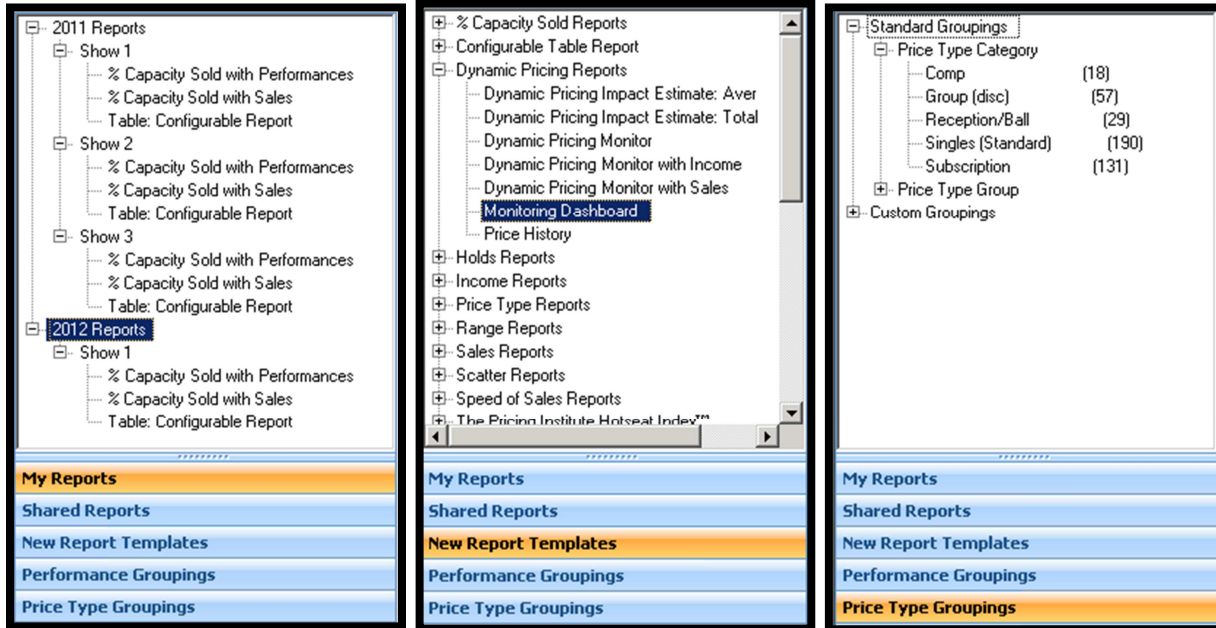 2011 Reports
Show 1
% Capacity Sold with Performances
% Capacity Sold with Sales
Table: Configurable Report
Show 2
% Capacity Sold with Performances
% Capacity Sold with Sales
Table: Configurable Report
Show 3
% Capacity Sold with Performances
% Capacity Sold with Sales
Table: Configurable Report
2012 Reports
Show 1
% Capacity Sold with Performances
% Capacity Sold with Sales
Table: Configurable Report
My Reports
Shared Reports
New Report Templates
Performance Groupings
Price Type Groupings
% Capacity Sold Reports
Configurable Table Report
Dynamic Pricing Reports
Dynamic Pricing Impact Estimate: Aver
Dynamic Pricing Impact Estimate: Total
Dynamic Pricing Monitor
Dynamic Pricing Monitor with Income
Dynamic Pricing Monitor with Sales
Monitoring Dashboard
Price History
Holds Reports
Income Reports
Price Type Reports
Range Reports
Sales Reports
Scatter Reports
Speed of Sales Reports
The Pricing Institute Hotseat Index™
My Reports
Shared Reports
New Report Templates
Performance Groupings
Price Type Groupings
Standard Groupings
Price Type Category
Comp (18)
Group (disc) (57)
Reception/Ball (29)
Singles (Standard) (190)
Subscription (131)
Price Type Group
Custom Groupings
My Reports
Shared Reports
New Report Templates
Performance Groupings
Price Type Groupings